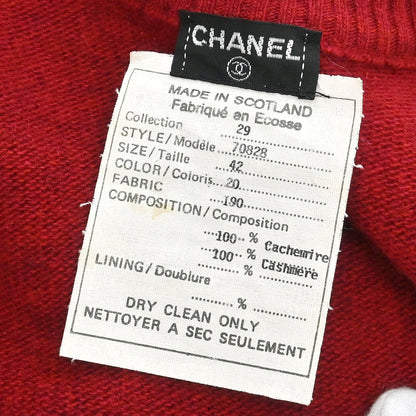 CHANEL
MADE IN SCOTLAND
Fabriqué en Ecosse
Collection 29
STYLE/Modèle 70828
SIZE/Taille 42
COLOR/Coloris 20
FABRIC 190
COMPOSITION/Composition
100 % Cachemire
100 % Cashmere
LINING/Doublure
%
DRY CLEAN ONLY
NETTOYER A SEC SEULEMENT